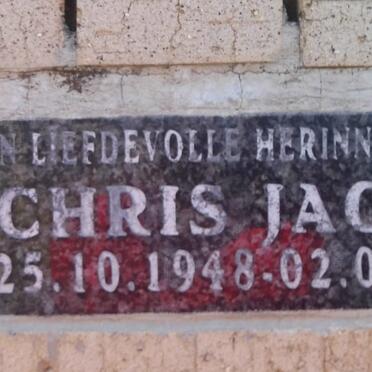 N LIEFDEVOLLE HERINN
CHRIS JAC
25.10.1948-02.0